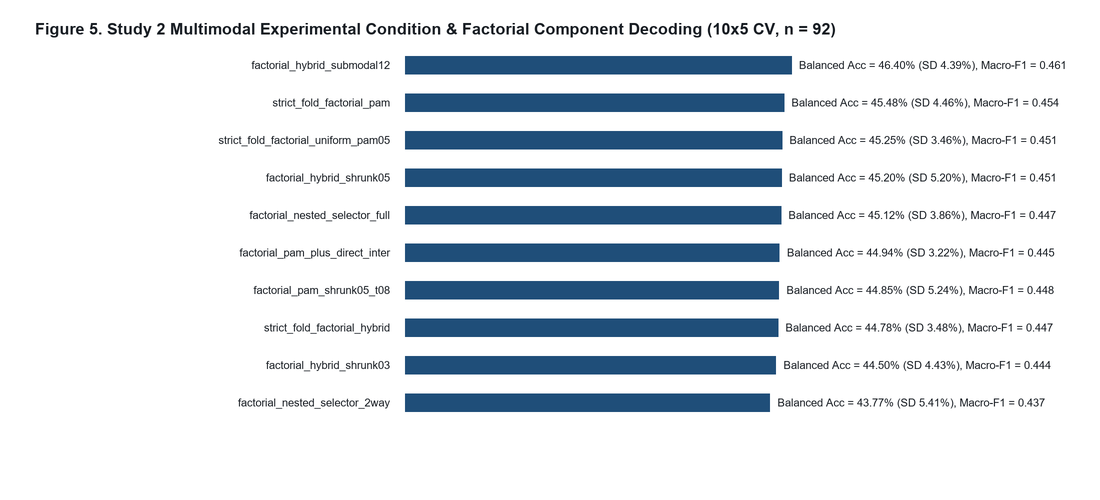 Figure 5. Study 2 Multimodal Experimental Condition & Factorial Component Decoding (10x5 CV, n = 92)
factorial_hybrid_submodal12 Balanced Acc = 46.40% (SD 4.39%), Macro-F1 = 0.461
strict_fold_factorial_pam Balanced Acc = 45.48% (SD 4.46%), Macro-F1 = 0.454
strict_fold_factorial_uniform_pam05 Balanced Acc = 45.25% (SD 3.46%), Macro-F1 = 0.451
factorial_hybrid_shrunk05 Balanced Acc = 45.20% (SD 5.20%), Macro-F1 = 0.451
factorial_nested_selector_full Balanced Acc = 45.12% (SD 3.86%), Macro-F1 = 0.447
factorial_pam_plus_direct_inter Balanced Acc = 44.94% (SD 3.22%), Macro-F1 = 0.445
factorial_pam_shrunk05_t08 Balanced Acc = 44.85% (SD 5.24%), Macro-F1 = 0.448
strict_fold_factorial_hybrid Balanced Acc = 44.78% (SD 3.48%), Macro-F1 = 0.447
factorial_hybrid_shrunk03 Balanced Acc = 44.50% (SD 4.43%), Macro-F1 = 0.444
factorial_nested_selector_2way Balanced Acc = 43.77% (SD 5.41%), Macro-F1 = 0.437